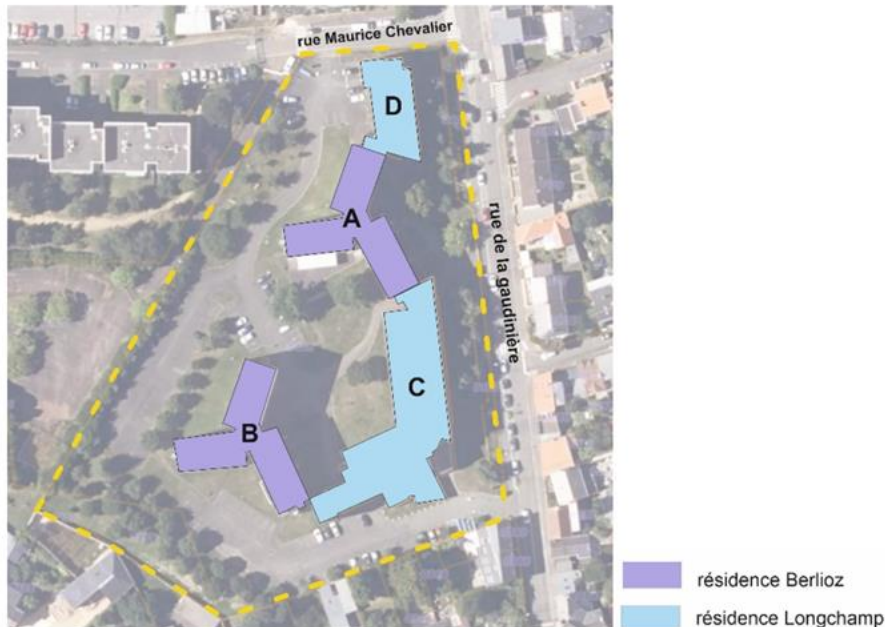 rue Maurice Chevalier
D
A
rue de la gaudinière
C
B
résidence Berlioz
résidence Longchamp